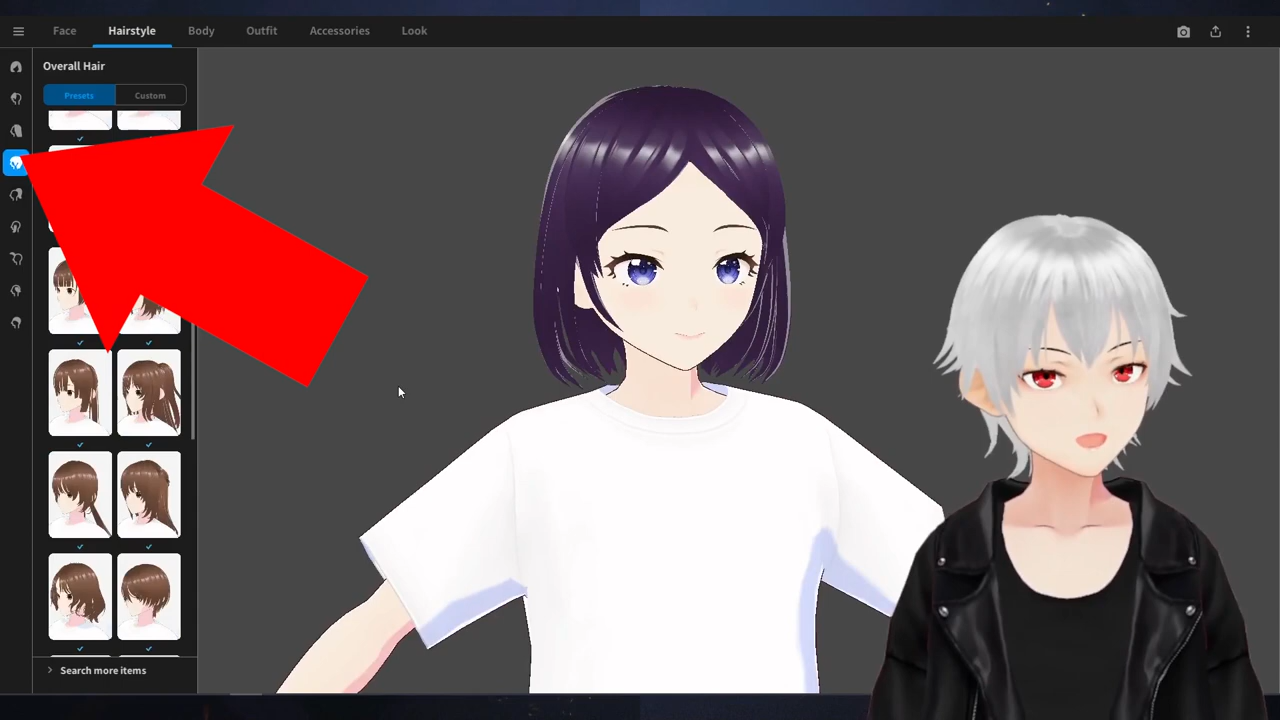 Face Hairstyle Body Outfit Accessories Look
Overall Hair
Presets Custom
Search more items